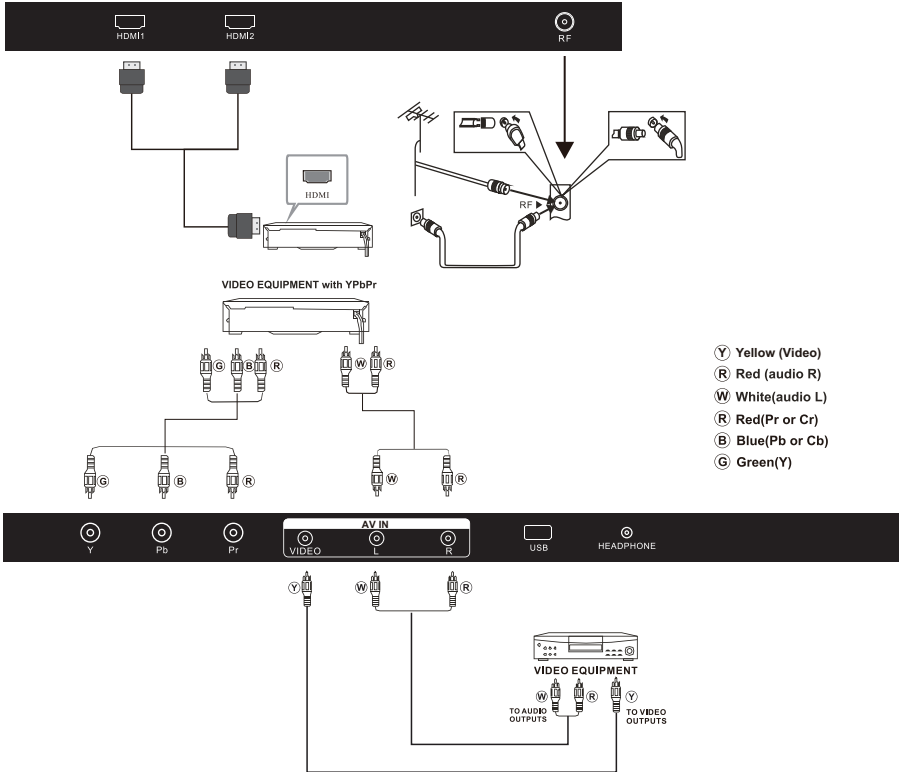 HDMI1
HDMI2
RF
HDMI
RF
VIDEO EQUIPMENT with YPbPr
G
B
R
W
R
Y Yellow (Video)
R Red (audio R)
W White(audio L)
R Red(Pr or Cr)
B Blue(Pb or Cb)
G Green(Y)
G
B
R
W
R
Y
Pb
Pr
AV IN
VIDEO
L
R
USB
HEADPHONE
Y
W
R
VIDEO EQUIPMENT
W
R
Y
TO AUDIO
OUTPUTS
TO VIDEO
OUTPUTS